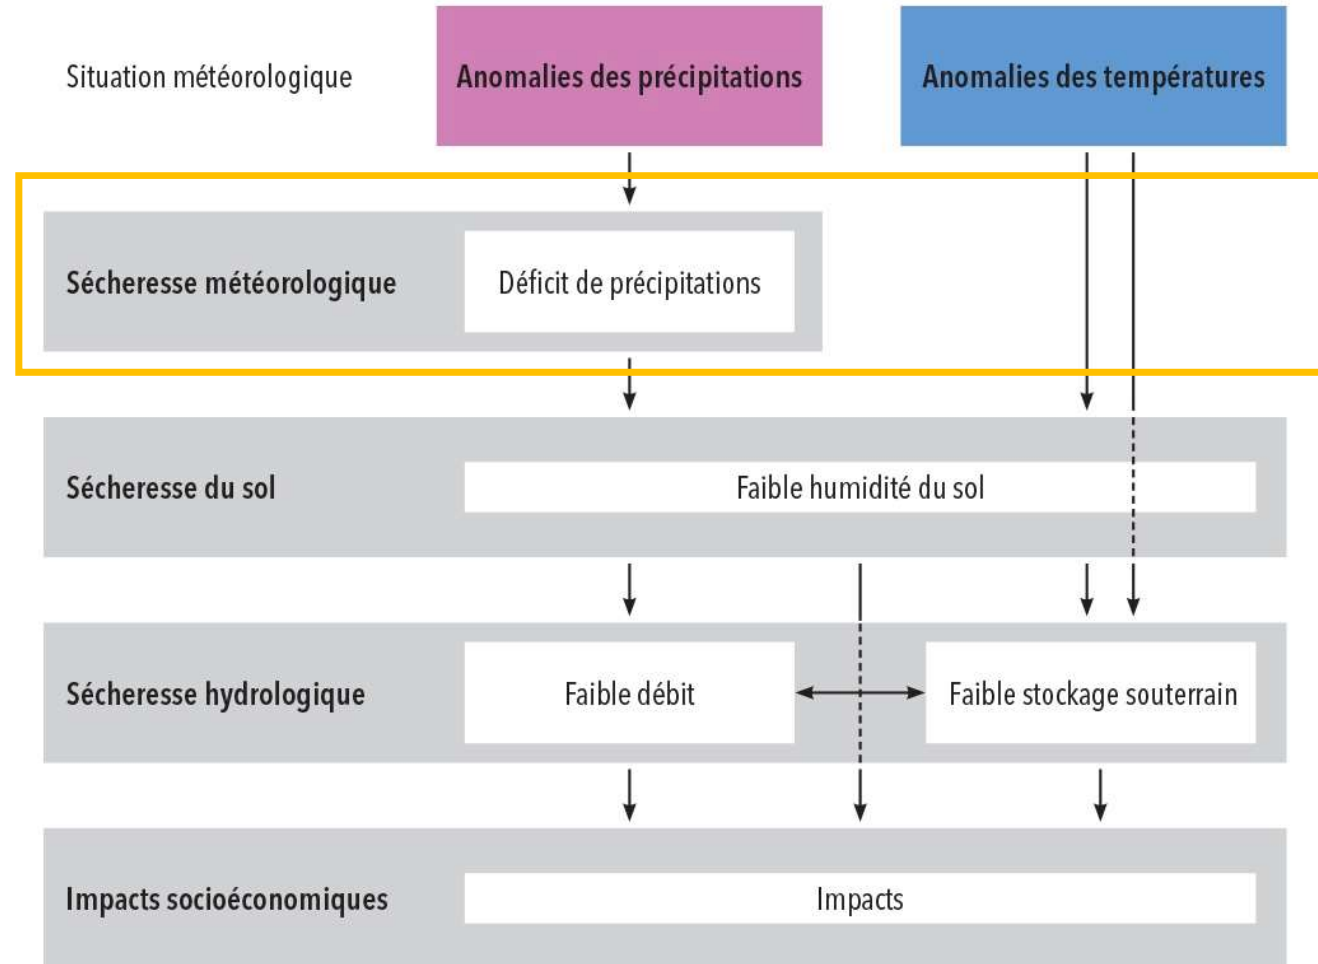 Situation météorologique
Anomalies des précipitations
Anomalies des températures
Sécheresse météorologique
Déficit de précipitations
Sécheresse du sol
Faible humidité du sol
Sécheresse hydrologique
Faible débit
Faible stockage souterrain
Impacts socioéconomiques
Impacts